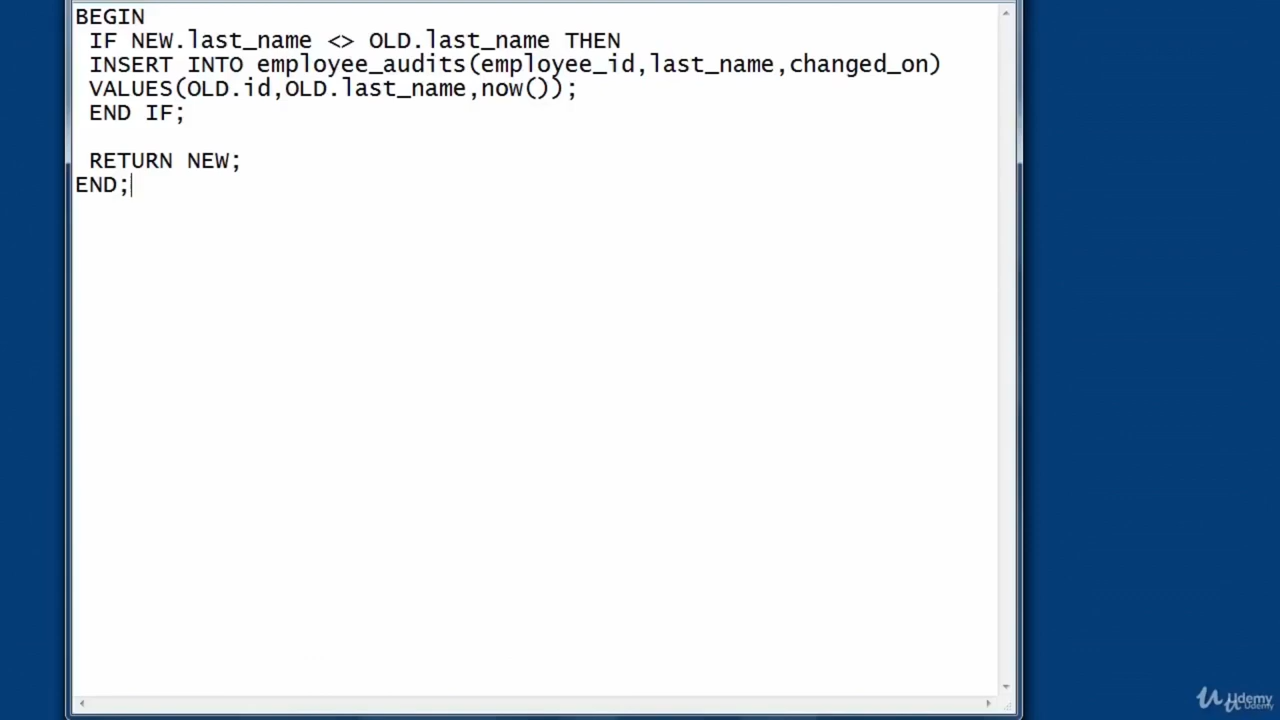 BEGIN
IF NEW.last_name <> OLD.last_name THEN
INSERT INTO employee_audits(employee_id,last_name,changed_on)
VALUES(OLD.id,OLD.last_name,now());
END IF;
RETURN NEW;
END;
Udemy
Udemy